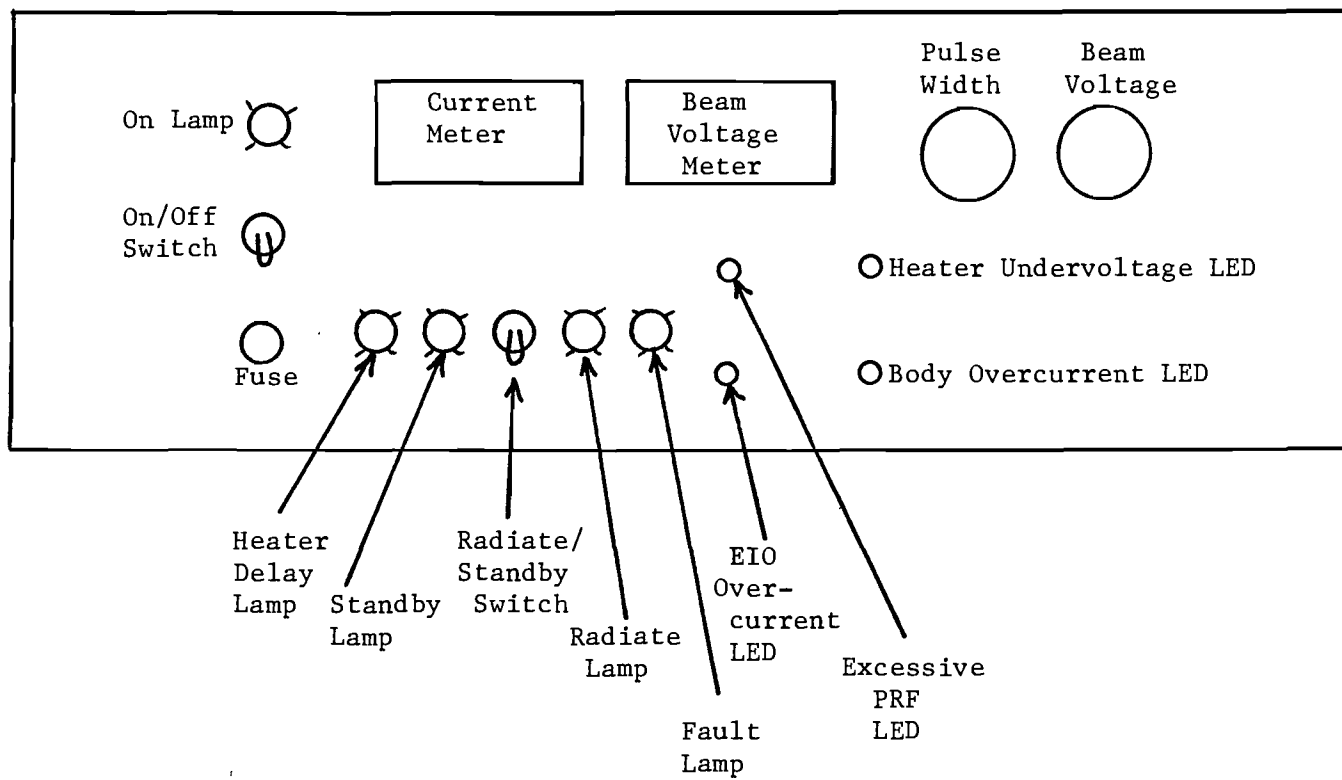 Pulse
Width
Beam
Voltage
Current
Meter
Beam
Voltage
Meter
On Lamp
On/Off
Switch
Heater Undervoltage LED
Fuse
Body Overcurrent LED
Heater
Delay
Lamp
Standby
Lamp
Radiate/
Standby
Switch
Radiate
Lamp
EIO
Over-
current
LED
Excessive
PRF
LED
Fault
Lamp